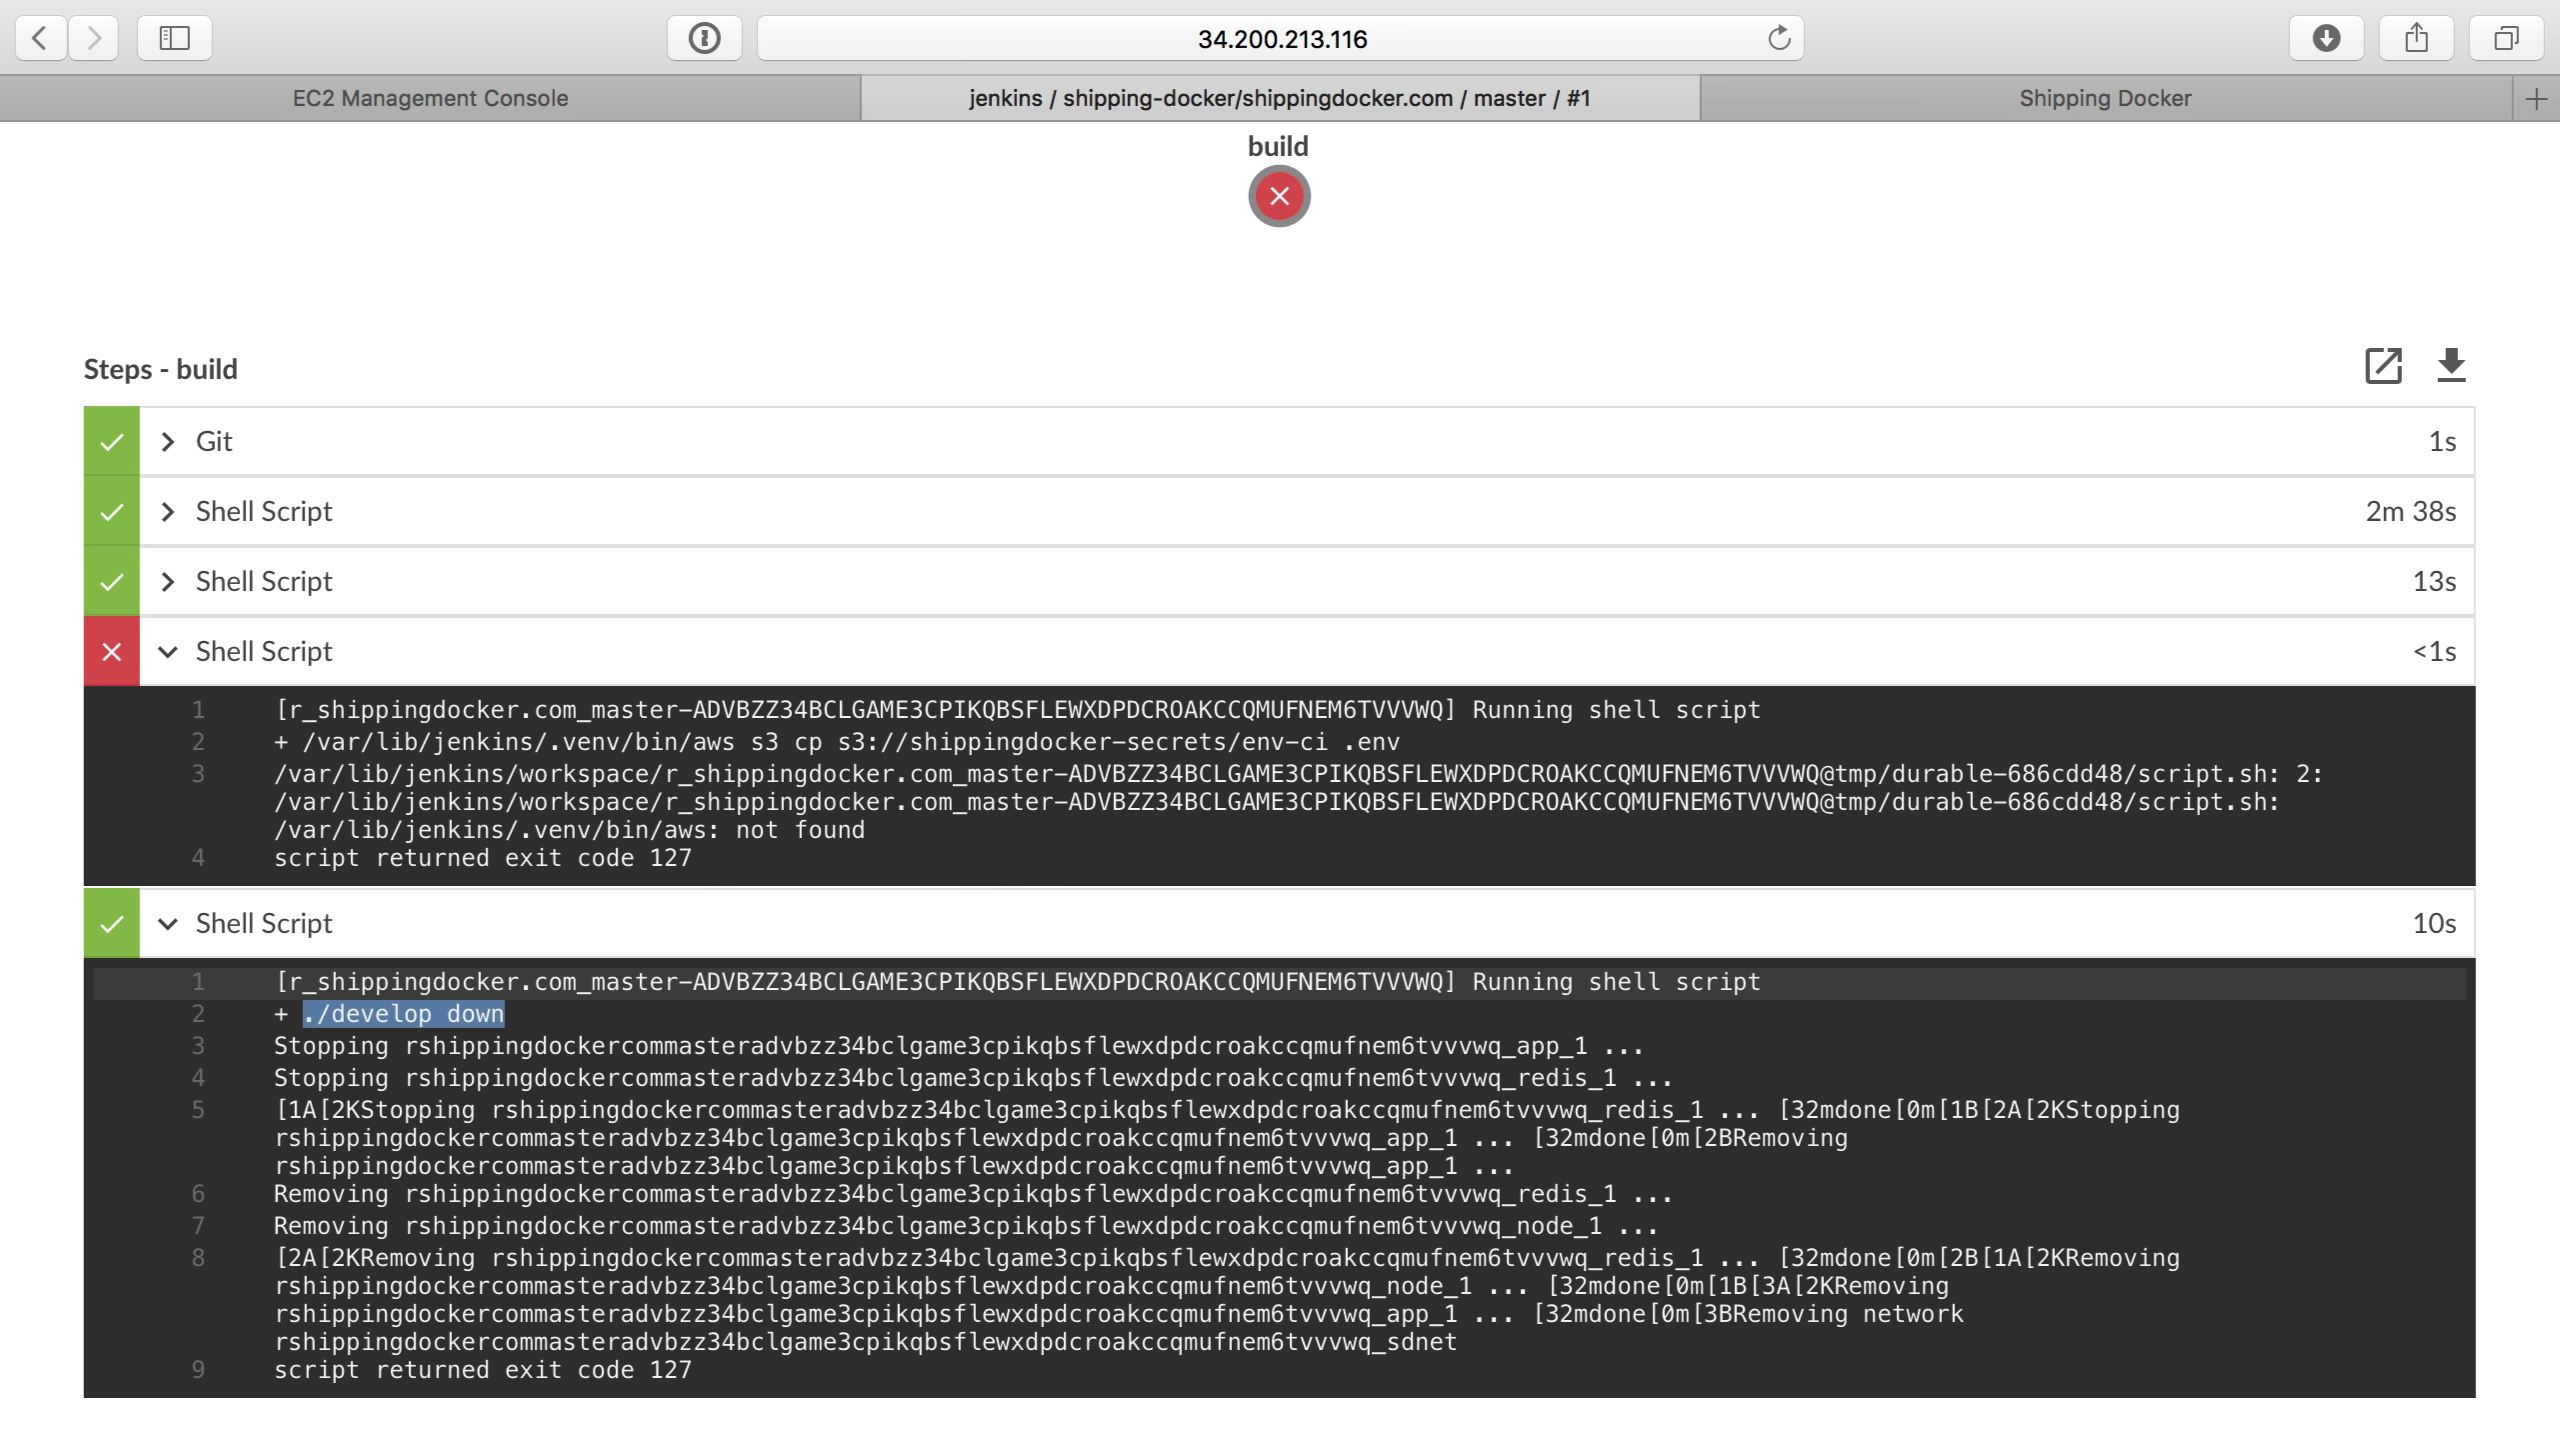 34.200.213.116
EC2 Management Console
jenkins / shipping-docker/shippingdocker.com / master / #1
Shipping Docker
build
Steps - build
Git
1s
Shell Script
2m 38s
Shell Script
13s
Shell Script
<1s
1 [r_shippingdocker.com_master-ADVBZZ34BCLGAME3CPIKQBSFLEWXDPDCROAKCCQMUFNEM6TVVVWQ] Running shell script
2 + /var/lib/jenkins/.venv/bin/aws s3 cp s3://shippingdocker-secrets/env-ci .env
3 /var/lib/jenkins/workspace/r_shippingdocker.com_master-ADVBZZ34BCLGAME3CPIKQBSFLEWXDPDCROAKCCQMUFNEM6TVVVWQ@tmp/durable-686cdd48/script.sh: 2:
/var/lib/jenkins/workspace/r_shippingdocker.com_master-ADVBZZ34BCLGAME3CPIKQBSFLEWXDPDCROAKCCQMUFNEM6TVVVWQ@tmp/durable-686cdd48/script.sh:
/var/lib/jenkins/.venv/bin/aws: not found
4 script returned exit code 127
Shell Script
10s
1 [r_shippingdocker.com_master-ADVBZZ34BCLGAME3CPIKQBSFLEWXDPDCROAKCCQMUFNEM6TVVVWQ] Running shell script
2 + ./develop down
3 Stopping rshippingdockercommasteradvbzz34bclgame3cpikqbsflewxdpdcroakccqmufnem6tvvvwq_app_1 ...
4 Stopping rshippingdockercommasteradvbzz34bclgame3cpikqbsflewxdpdcroakccqmufnem6tvvvwq_redis_1 ...
5 [1A[2KStopping rshippingdockercommasteradvbzz34bclgame3cpikqbsflewxdpdcroakccqmufnem6tvvvwq_redis_1 ... [32mdone[0m[1B[2A[2KStopping
rshippingdockercommasteradvbzz34bclgame3cpikqbsflewxdpdcroakccqmufnem6tvvvwq_app_1 ... [32mdone[0m[2BRemoving
rshippingdockercommasteradvbzz34bclgame3cpikqbsflewxdpdcroakccqmufnem6tvvvwq_app_1 ...
6 Removing rshippingdockercommasteradvbzz34bclgame3cpikqbsflewxdpdcroakccqmufnem6tvvvwq_redis_1 ...
7 Removing rshippingdockercommasteradvbzz34bclgame3cpikqbsflewxdpdcroakccqmufnem6tvvvwq_node_1 ...
8 [2A[2KRemoving rshippingdockercommasteradvbzz34bclgame3cpikqbsflewxdpdcroakccqmufnem6tvvvwq_redis_1 ... [32mdone[0m[2B[1A[2KRemoving
rshippingdockercommasteradvbzz34bclgame3cpikqbsflewxdpdcroakccqmufnem6tvvvwq_node_1 ... [32mdone[0m[1B[3A[2KRemoving
rshippingdockercommasteradvbzz34bclgame3cpikqbsflewxdpdcroakccqmufnem6tvvvwq_app_1 ... [32mdone[0m[3BRemoving network
rshippingdockercommasteradvbzz34bclgame3cpikqbsflewxdpdcroakccqmufnem6tvvvwq_sdnet
9 script returned exit code 127